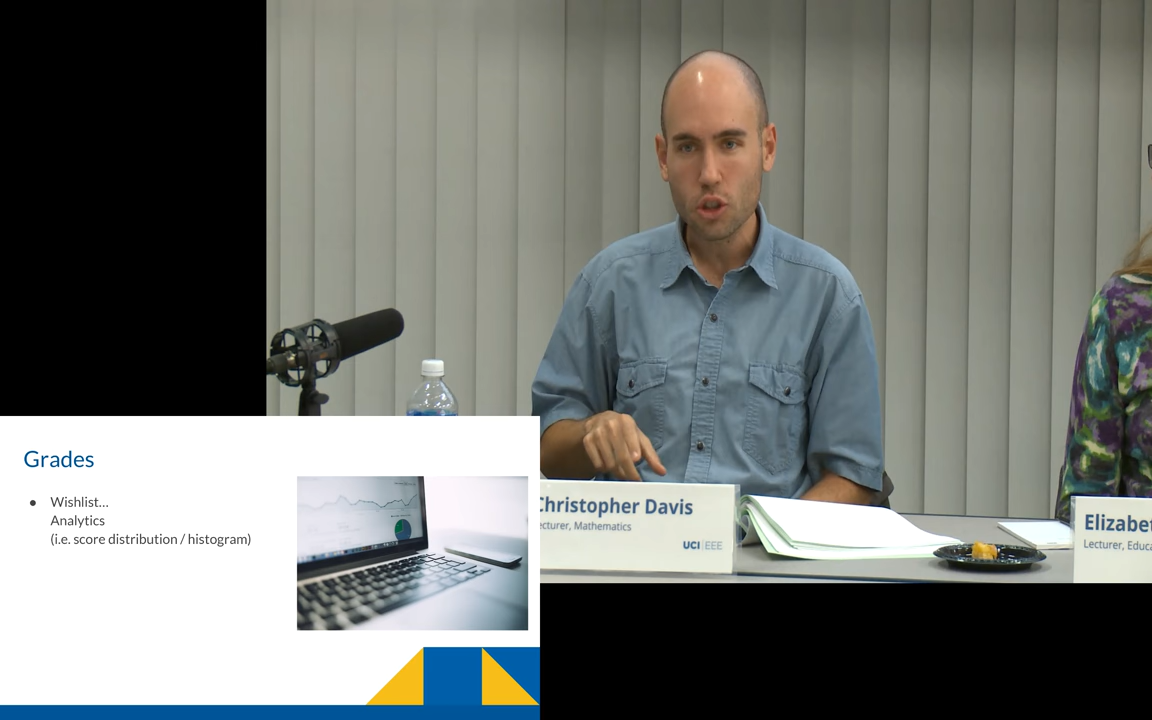 Grades
● Wishlist...
Analytics
(i.e. score distribution / histogram)
Christopher Davis
Lecturer, Mathematics
UCI | EEE
Elizabet
Lecturer, Educa